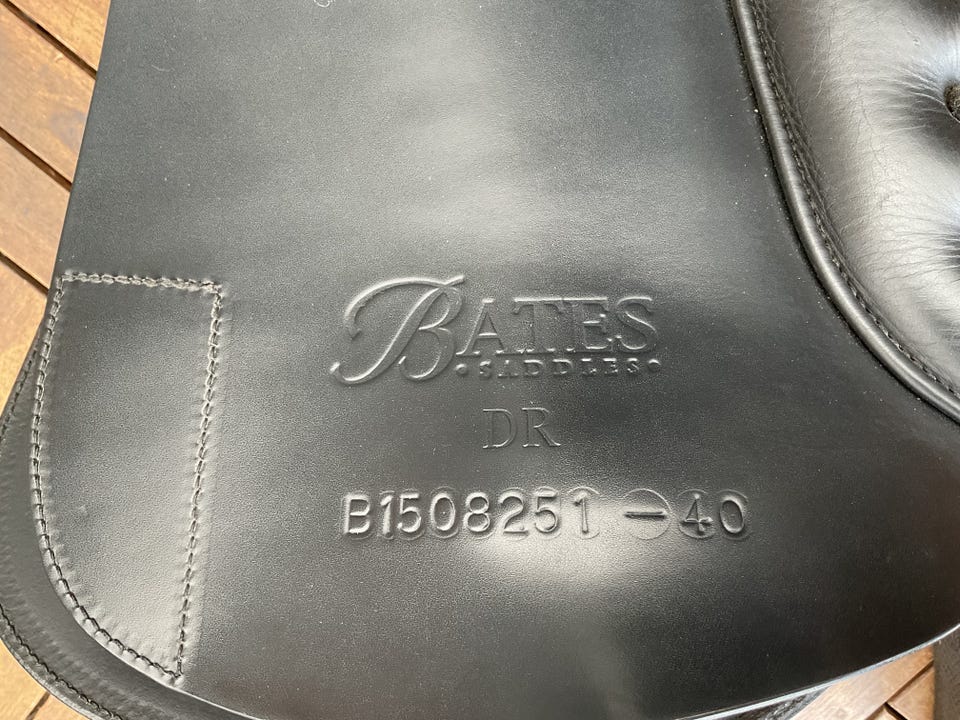 BATES
•SADDLES•
DR
B1508251 -40